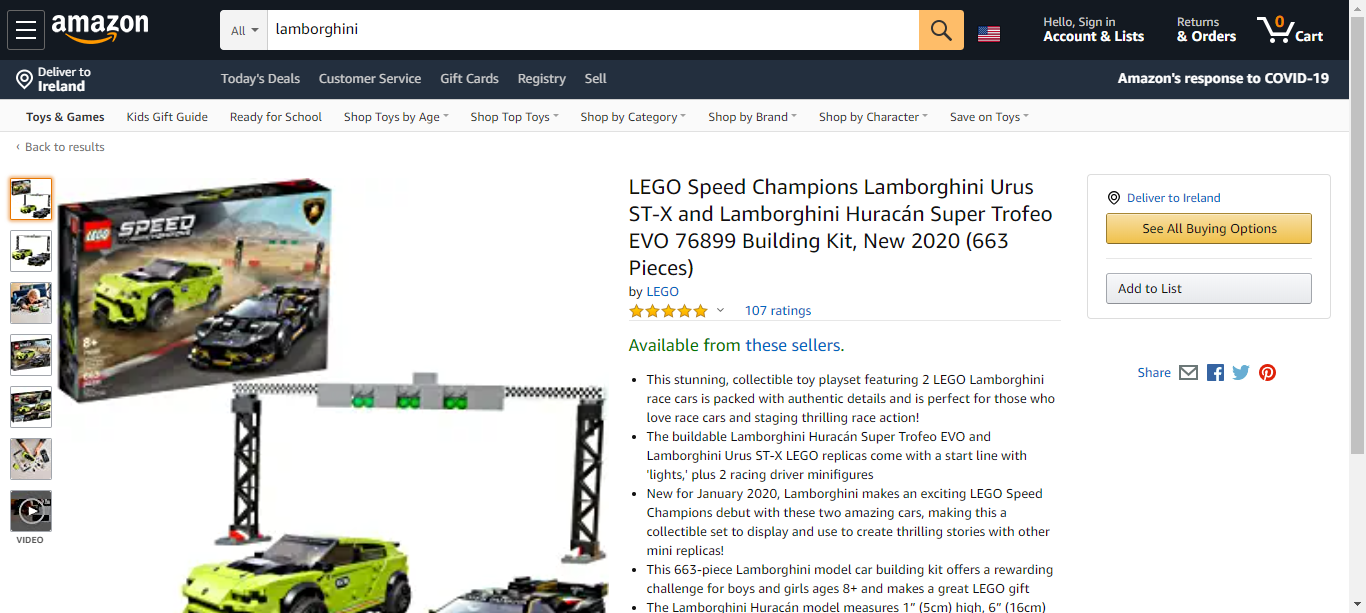 amazon
All
lamborghini
Hello, Sign in
Account & Lists
Returns
& Orders
0
Cart
Deliver to
Ireland
Today's Deals
Customer Service
Gift Cards
Registry
Sell
Amazon's response to COVID-19
Toys & Games
Kids Gift Guide
Ready for School
Shop Toys by Age
Shop Top Toys
Shop by Category
Shop by Brand
Shop by Character
Save on Toys
‹ Back to results
VIDEO
LEGO
SPEED
8+
LEGO Speed Champions Lamborghini Urus
ST-X and Lamborghini Huracán Super Trofeo
EVO 76899 Building Kit, New 2020 (663
Pieces)
by LEGO
107 ratings
Available from these sellers.
• This stunning, collectible toy playset featuring 2 LEGO Lamborghini
race cars is packed with authentic details and is perfect for those who
love race cars and staging thrilling race action!
• The buildable Lamborghini Huracán Super Trofeo EVO and
Lamborghini Urus ST-X LEGO replicas come with a start line with
'lights,' plus 2 racing driver minifigures
• New for January 2020, Lamborghini makes an exciting LEGO Speed
Champions debut with these two amazing cars, making this a
collectible set to display and use to create thrilling stories with other
mini replicas!
• This 663-piece Lamborghini model car building kit offers a rewarding
challenge for boys and girls ages 8+ and makes a great LEGO gift
• The Lamborghini Huracán model measures 1” (5cm) high, 6” (16cm)
Deliver to Ireland
See All Buying Options
Add to List
Share